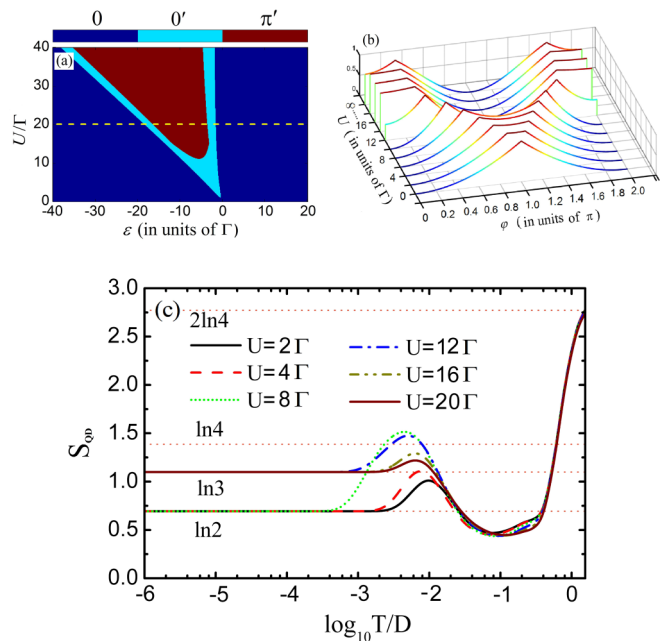 0 0′ π′
(a)
40
30
20
10
0
U/Γ
-40 -30 -20 -10 0 10 20
ε (in units of Γ)
(b)
1
0.5
0
20
16
12
8
4
0
U (in units of Γ)
0 0.2 0.4 0.6 0.8 1.0 1.2 1.4 1.6 1.8 2.0
φ (in units of π)
(c)
3.0
2.5
2.0
1.5
1.0
0.5
0.0
S_QD
2ln4
U=2Γ U=12Γ
U=4Γ U=16Γ
U=8Γ U=20Γ
ln4
ln3
ln2
-6 -5 -4 -3 -2 -1 0
log₁₀T/D